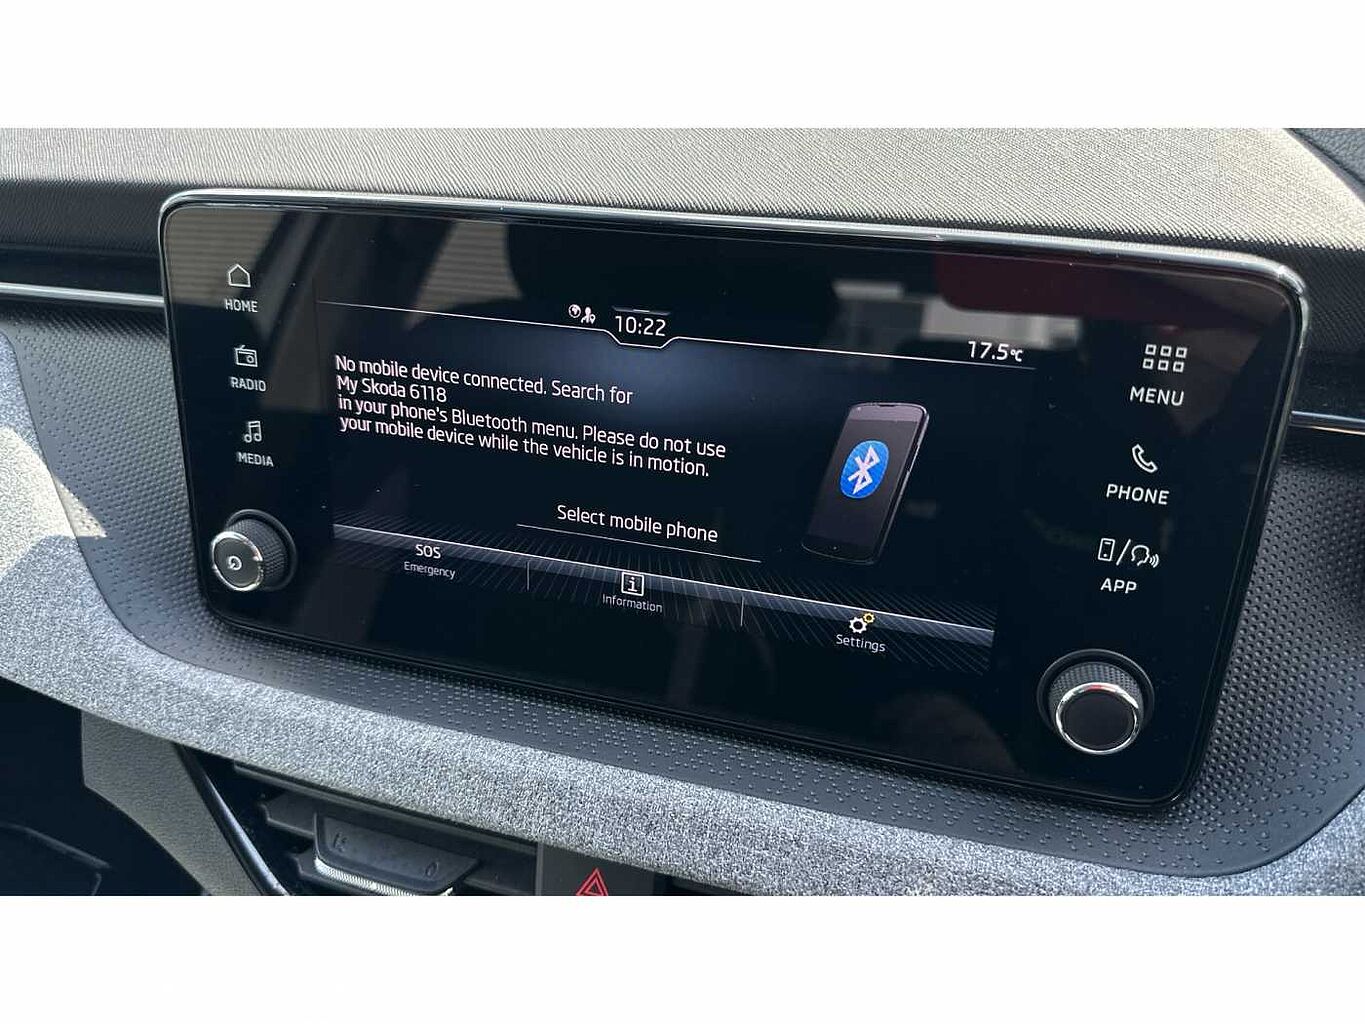 HOME
RADIO
MEDIA
10:22
17.5°C
No mobile device connected. Search for
My Skoda 6118
in your phone's Bluetooth menu. Please do not use
your mobile device while the vehicle is in motion.
Select mobile phone
SOS
Emergency
i
Information
Settings
MENU
PHONE
APP